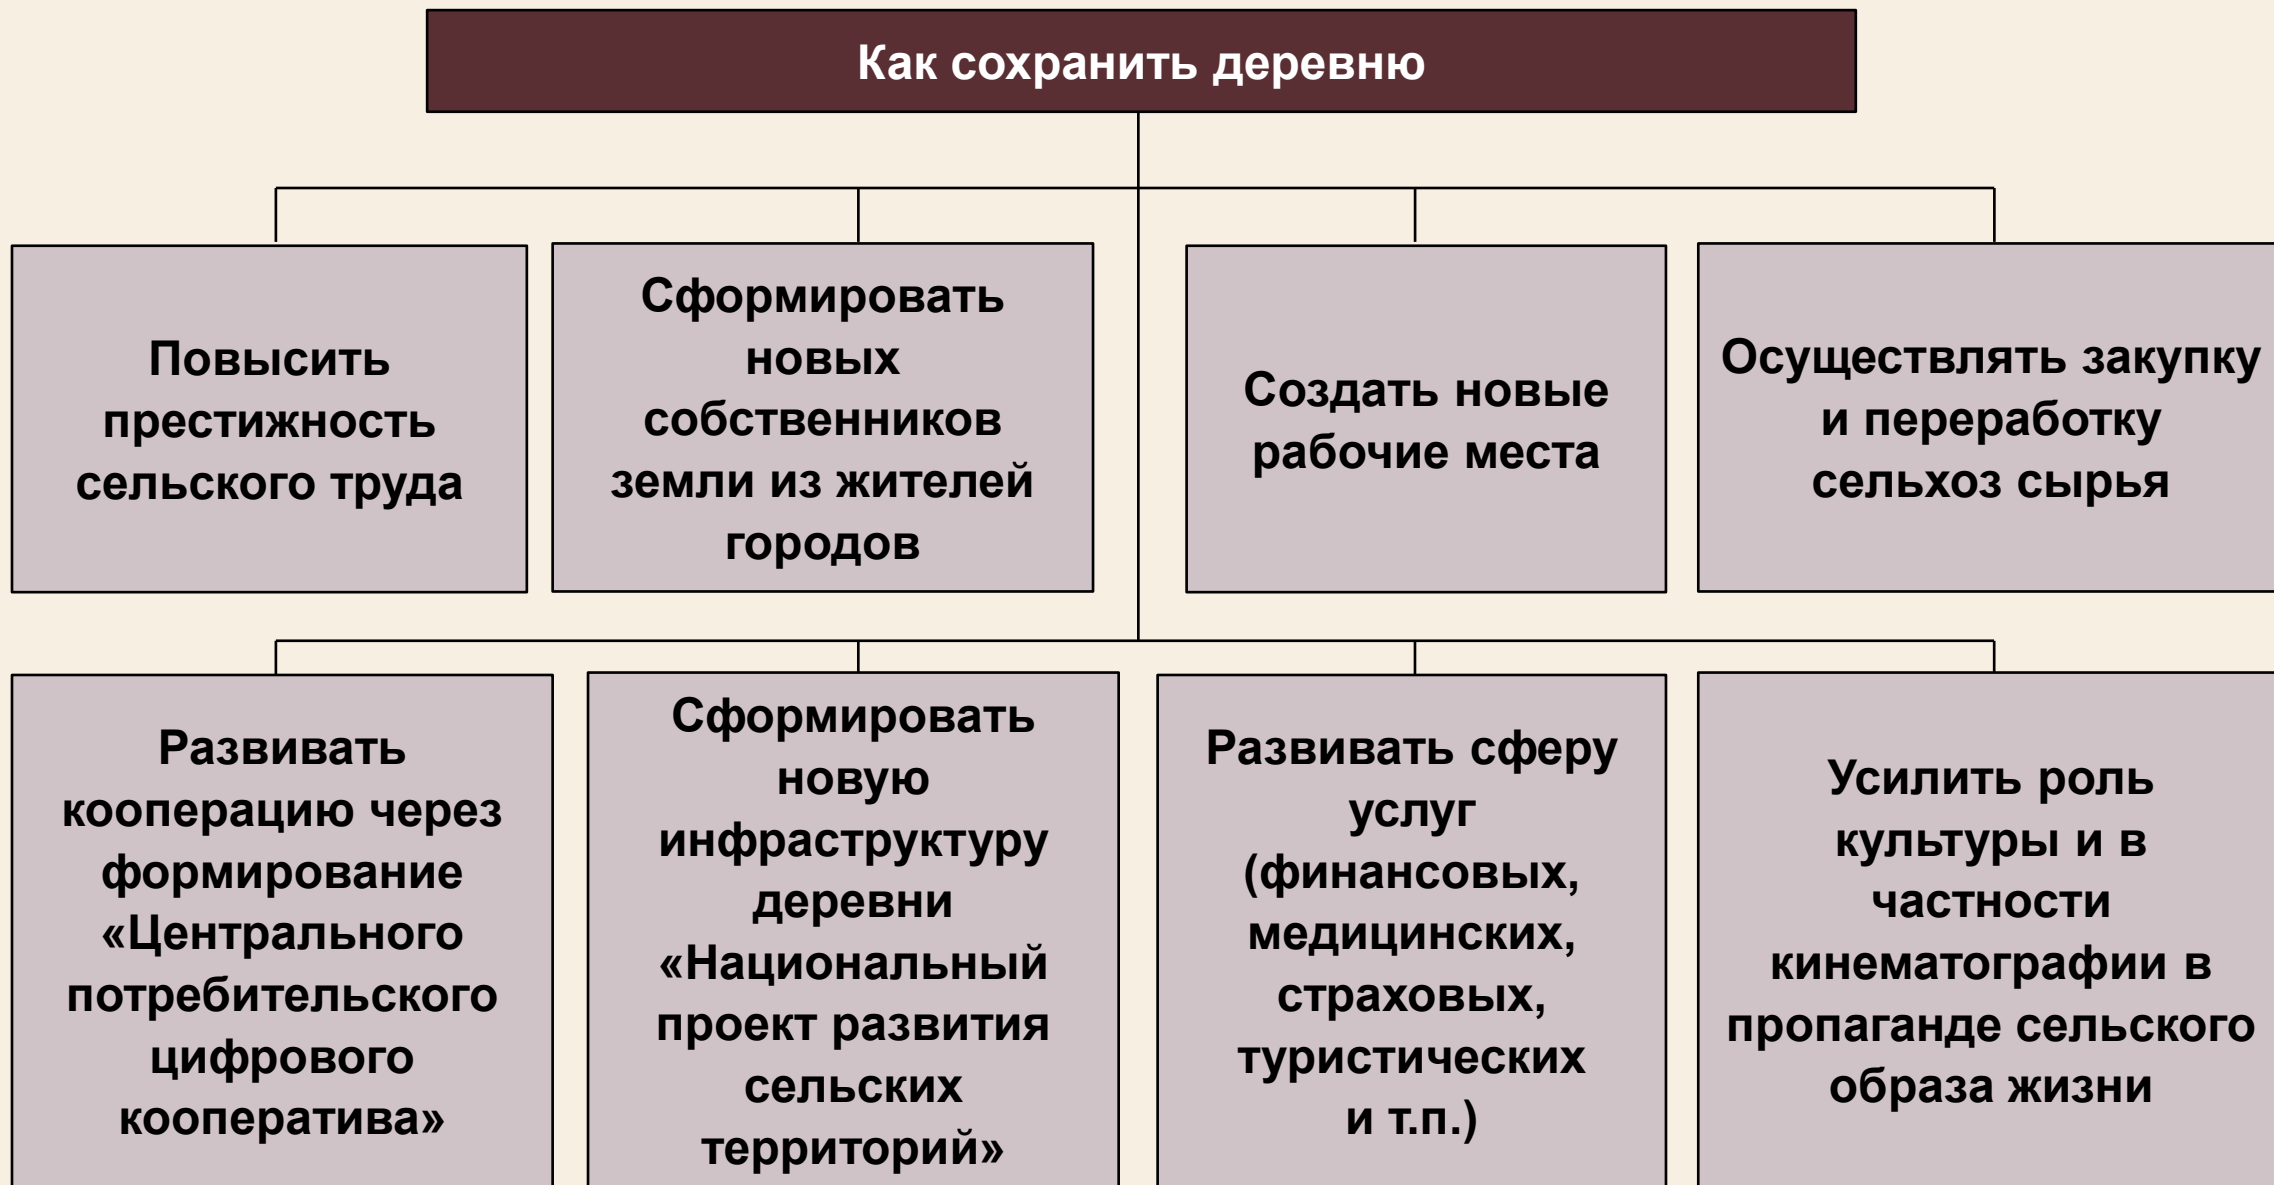 Как сохранить деревню
Повысить
престижность
сельского труда
Сформировать
новых
собственников
земли из жителей
городов
Создать новые
рабочие места
Осуществлять закупку
и переработку
сельхоз сырья
Развивать
кооперацию через
формирование
«Центрального
потребительского
цифрового
кооператива»
Сформировать
новую
инфраструктуру
деревни
«Национальный
проект развития
сельских
территорий»
Развивать сферу
услуг
(финансовых,
медицинских,
страховых,
туристических
и т.п.)
Усилить роль
культуры и в
частности
кинематографии в
пропаганде сельского
образа жизни